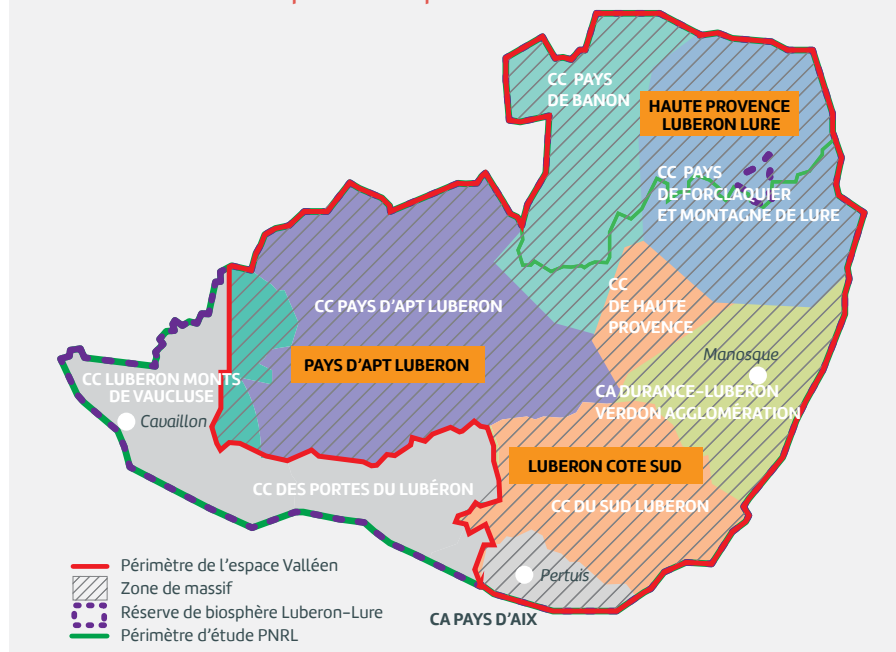 CC PAYS
DE BANON
HAUTE PROVENCE
LUBERON LURE
CC PAYS
DE FORCLAQUIER
ET MONTAGNE DE LURE
CC PAYS D'APT LUBERON
CC
DE HAUTE
PROVENCE
PAYS D'APT LUBERON
Manosque
CC LUBERON MONTS
DE VAUCLUSE
Cavaillon
CA DURANCE-LUBERON
VERDON AGGLOMÉRATION
LUBERON COTE SUD
CC DES PORTES DU LUBÉRON
CC DU SUD LUBERON
Pertuis
CA PAYS D'AIX
Périmètre de l'espace Valléen
Zone de massif
Réserve de biosphère Luberon-Lure
Périmètre d'étude PNRL